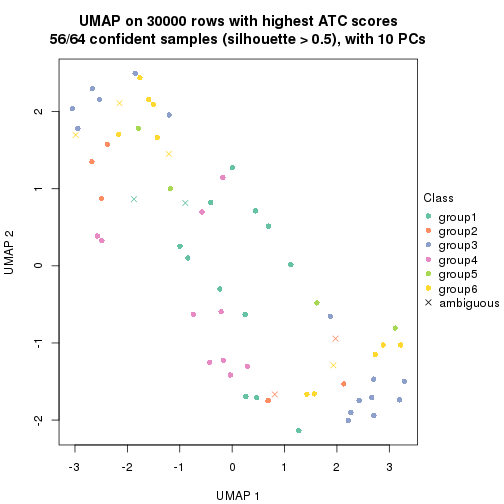 UMAP on 30000 rows with highest ATC scores
56/64 confident samples (silhouette > 0.5), with 10 PCs
UMAP 2
2
1
0
-1
-2
-3
-2
-1
0
1
2
3
UMAP 1
Class
group1
group2
group3
group4
group5
group6
ambiguous